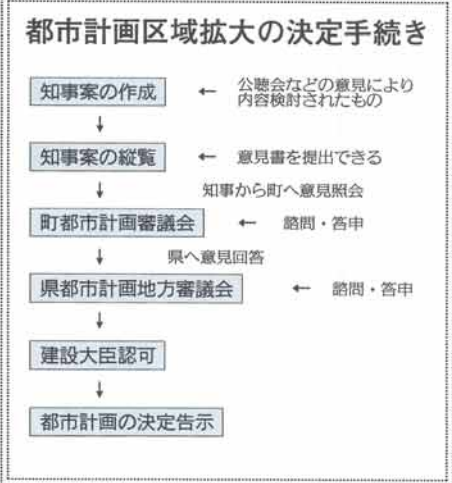 都市計画区域拡大の決定手続き
知事案の作成 ← 公聴会などの意見により
内容検討されたもの
↓
知事案の縦覧 ← 意見書を提出できる
↓ 知事から町へ意見照会
町都市計画審議会 ← 諮問・答申
↓ 県へ意見回答
県都市計画地方審議会 ← 諮問・答申
↓
建設大臣認可
↓
都市計画の決定告示